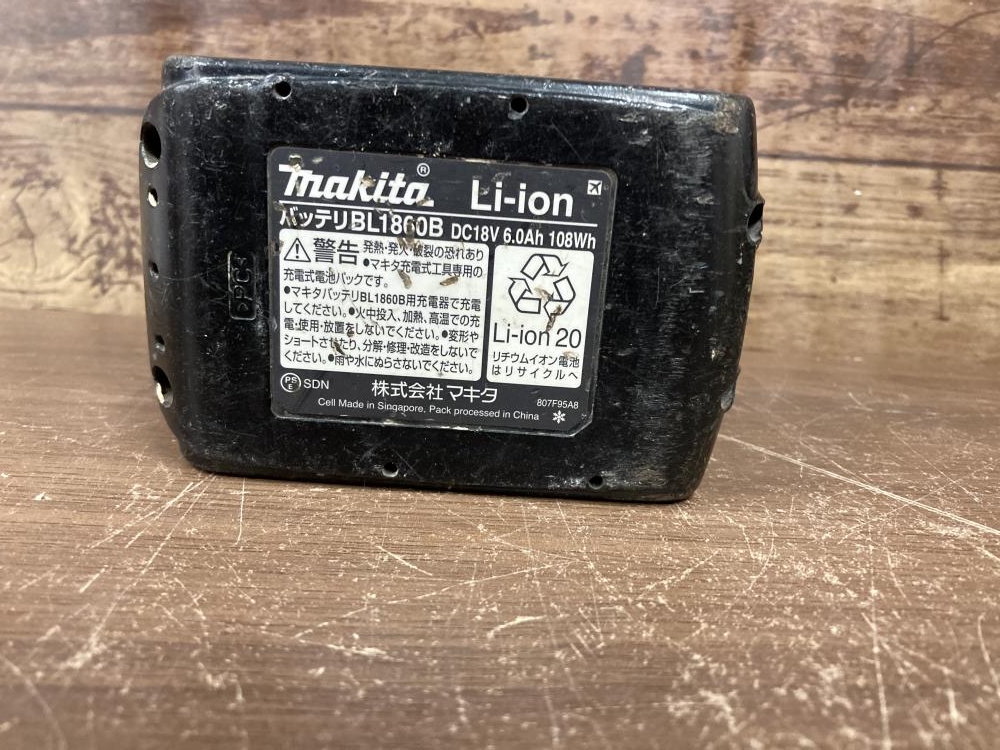 makita® Li-ion
バッテリBL1860B DC18V 6.0Ah 108Wh
警告 発熱・発火・破裂の恐れあり
●マキタ充電式工具専用の
充電式電池パックです。
●マキタバッテリBL1860B用充電器で充電
してください。●火中投入、加熱、高温での充
電・使用・放置をしないでください。●変形や
ショートさせたり、分解・修理・改造をしないで
ください。●雨や水にぬらさないでください。
Li-ion 20
リチウムイオン電池
はリサイクルへ
PS E SDN 株式会社マキタ 807F95A8
Cell Made in Singapore, Pack processed in China *
>PC<